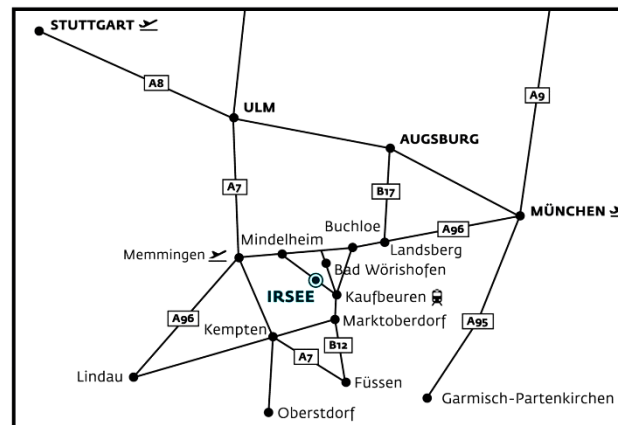 STUTTGART
A8
A9
ULM
AUGSBURG
A7
B17
MÜNCHEN
Buchloe
A96
Mindelheim
Landsberg
Memmingen
Bad Wörishofen
IRSEE
Kaufbeuren
A96
Marktoberdorf
A95
Kempten
B12
A7
Lindau
Füssen
Garmisch-Partenkirchen
Oberstdorf